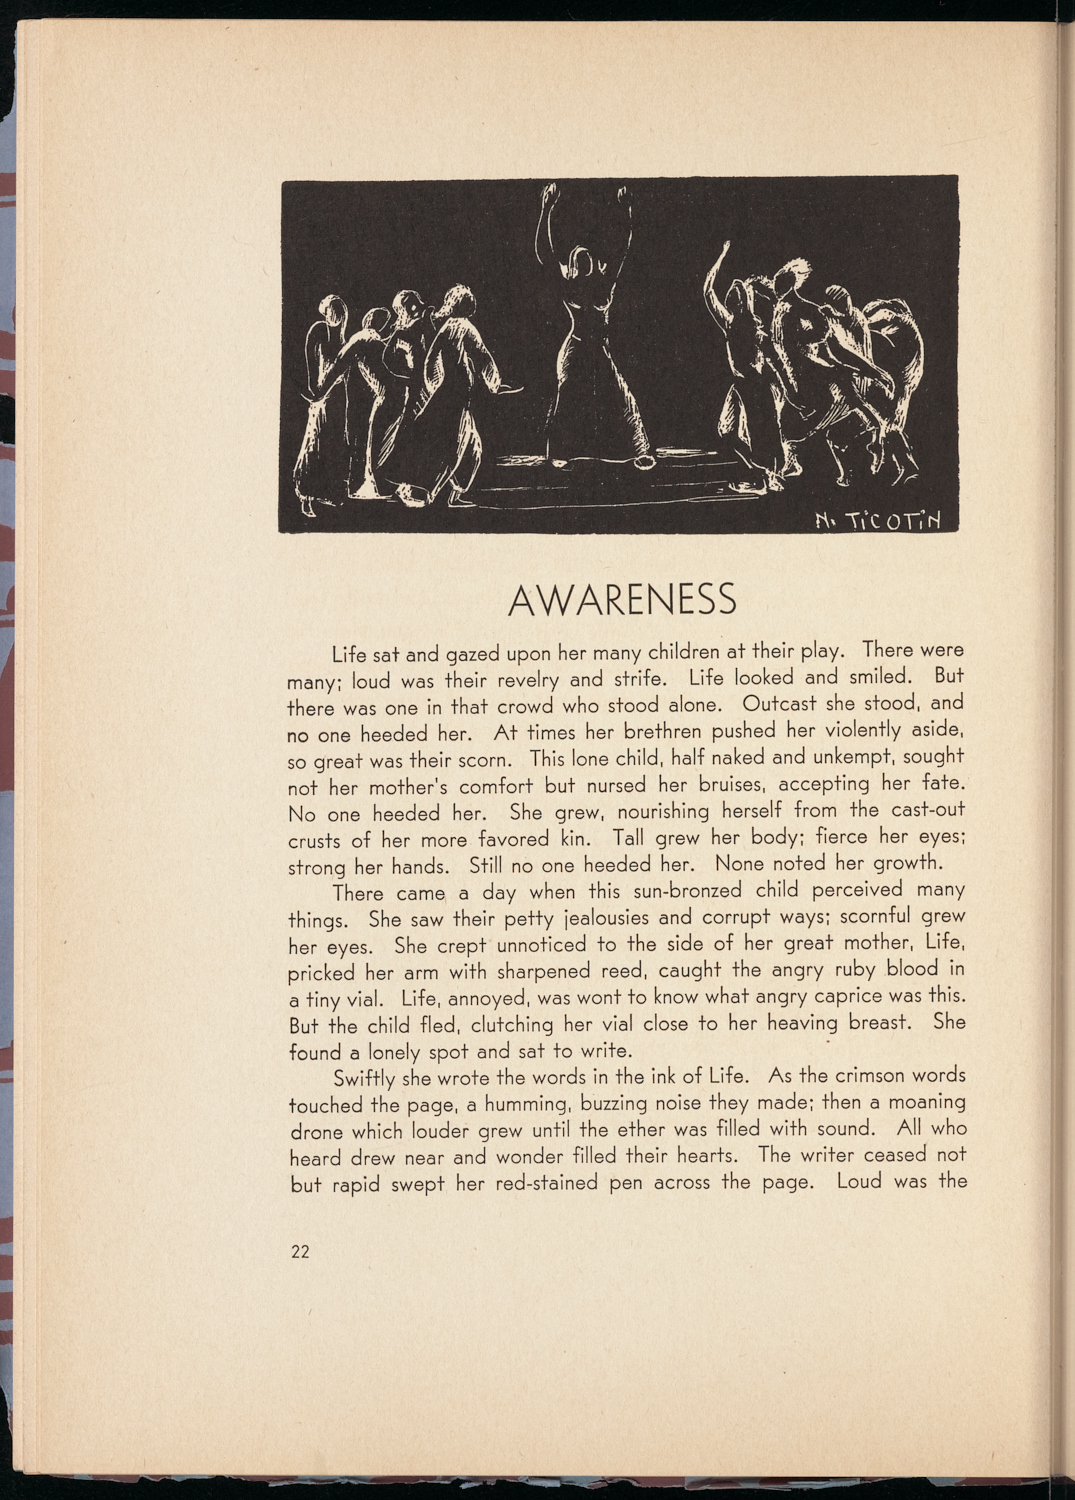 N. TiCOTiN
AWARENESS
Life sat and gazed upon her many children at their play. There were
many; loud was their revelry and strife. Life looked and smiled. But
there was one in that crowd who stood alone. Outcast she stood, and
no one heeded her. At times her brethren pushed her violently aside,
so great was their scorn. This lone child, half naked and unkempt, sought
not her mother's comfort but nursed her bruises, accepting her fate.
No one heeded her. She grew, nourishing herself from the cast-out
crusts of her more favored kin. Tall grew her body; fierce her eyes;
strong her hands. Still no one heeded her. None noted her growth.
There came a day when this sun-bronzed child perceived many
things. She saw their petty jealousies and corrupt ways; scornful grew
her eyes. She crept unnoticed to the side of her great mother, Life,
pricked her arm with sharpened reed, caught the angry ruby blood in
a tiny vial. Life, annoyed, was wont to know what angry caprice was this.
But the child fled, clutching her vial close to her heaving breast. She
found a lonely spot and sat to write.
Swiftly she wrote the words in the ink of Life. As the crimson words
touched the page, a humming, buzzing noise they made; then a moaning
drone which louder grew until the ether was filled with sound. All who
heard drew near and wonder filled their hearts. The writer ceased not
but rapid swept her red-stained pen across the page. Loud was the
22